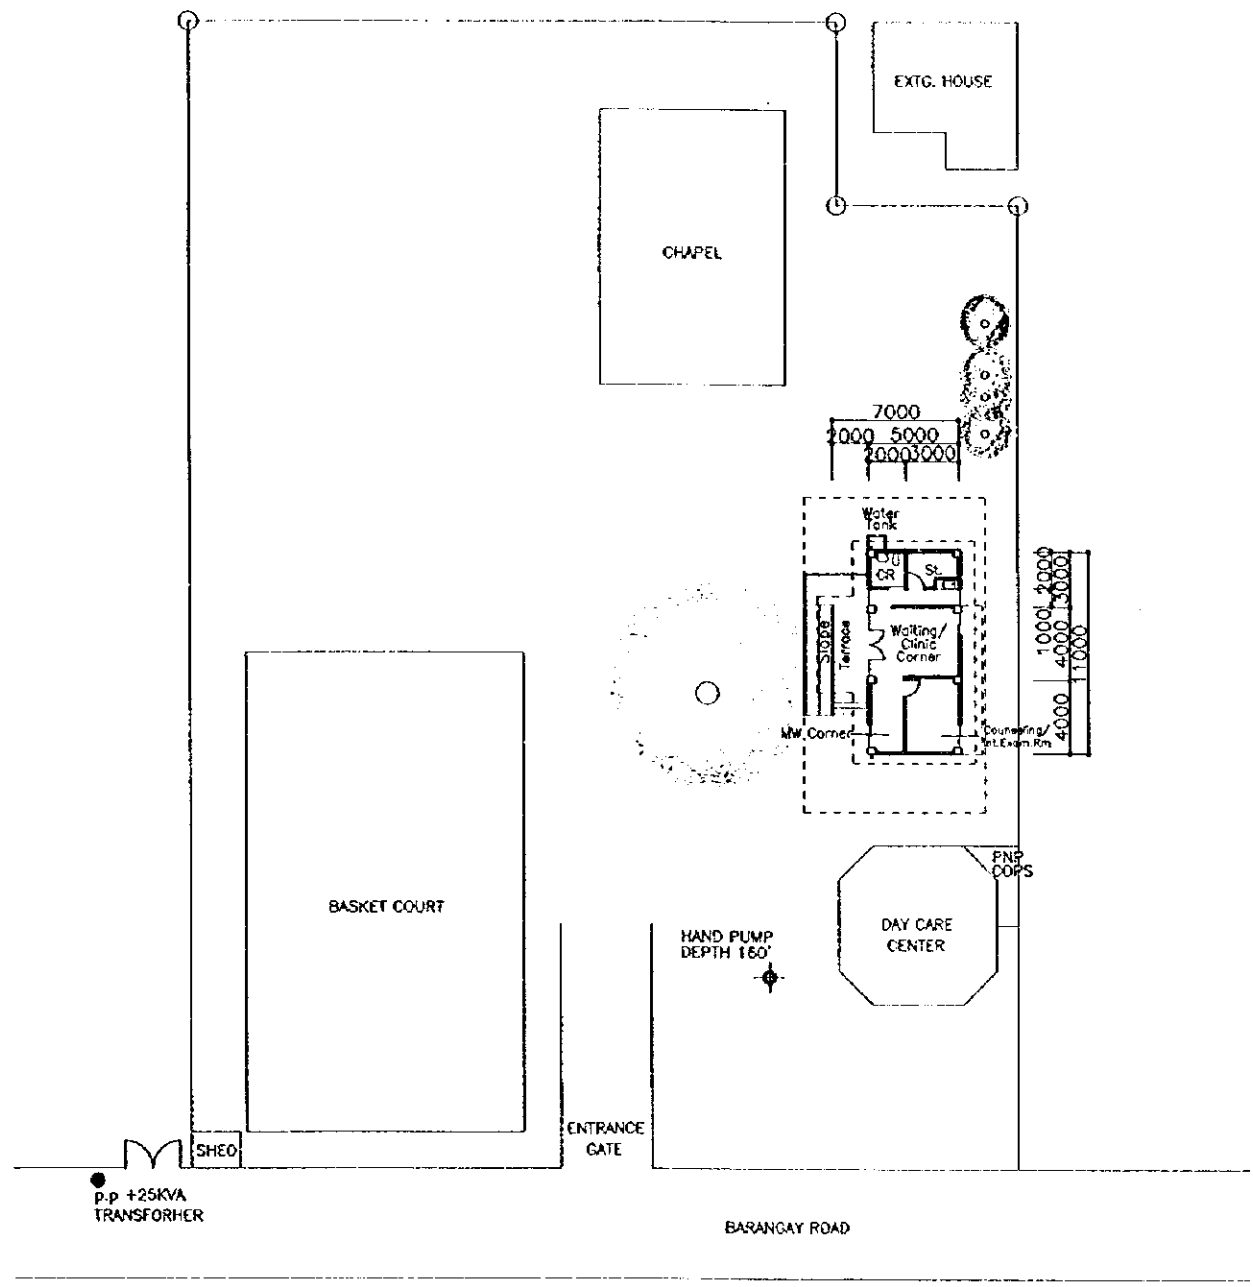 EXTG. HOUSE
CHAPEL
7000
2000
5000
2000
3000
Water
Tank
CR
St.
Slope
Terrace
Waiting/
Clinic
Corner
MW Corner
Counseling/
Int.Exam.Rm
2000
1000
3000
4000
4000
11000
BASKET COURT
PNP
COPS
DAY CARE
CENTER
HAND PUMP
DEPTH 160'
ENTRANCE
GATE
SHED
p.p +25KVA
TRANSFORHER
BARANGAY ROAD